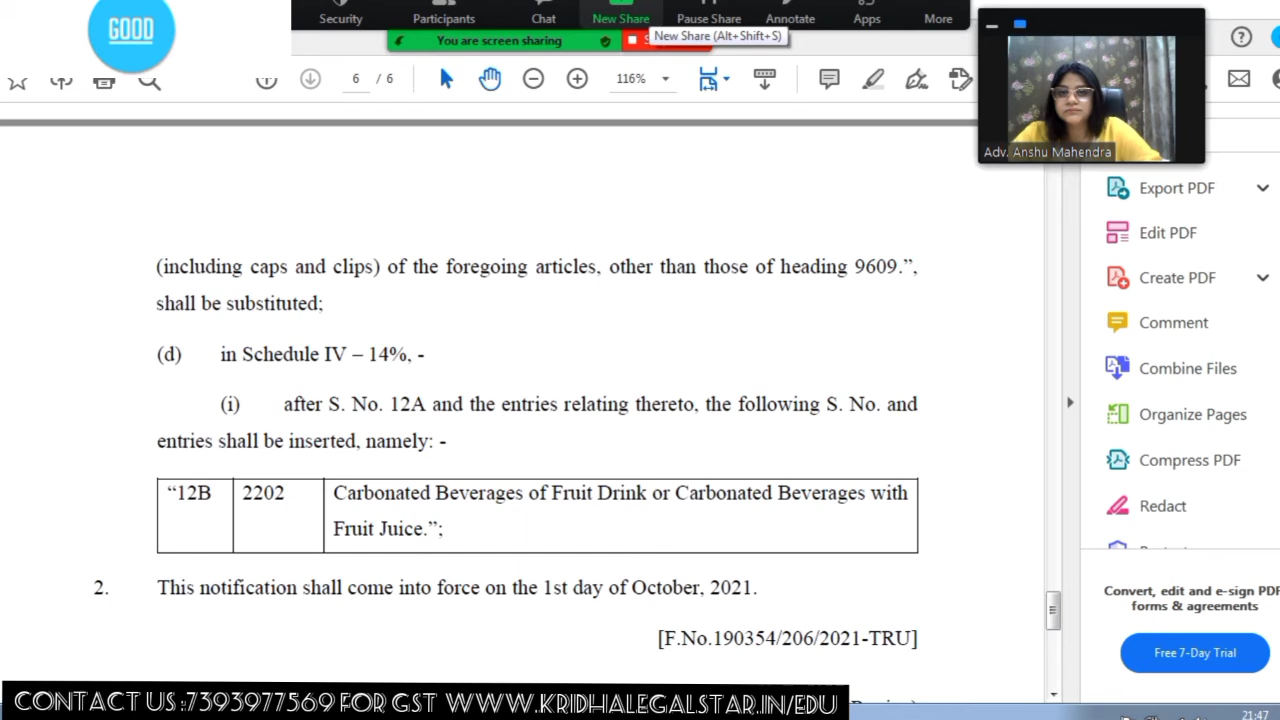 GOOD
Security
Participants
Chat
New Share
Pause Share
Annotate
Apps
More
You are screen sharing
New Share (Alt+Shift+S)
6 / 6
116%
Adv. Anshu Mahendra
(including caps and clips) of the foregoing articles, other than those of heading 9609.”,
shall be substituted;
(d) in Schedule IV – 14%, -
(i) after S. No. 12A and the entries relating thereto, the following S. No. and
entries shall be inserted, namely: -
“12B 2202 Carbonated Beverages of Fruit Drink or Carbonated Beverages with
Fruit Juice.”;
2. This notification shall come into force on the 1st day of October, 2021.
[F.No.190354/206/2021-TRU]
Export PDF
Edit PDF
Create PDF
Comment
Combine Files
Organize Pages
Compress PDF
Redact
Convert, edit and e-sign PDF
forms & agreements
Free 7-Day Trial
CONTACT US :7393977569 FOR GST WWW.KRIDHALEGALSTAR.IN/EDU
21:47